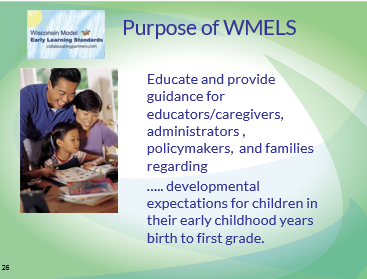 Wisconsin Model
Early Learning Standards
collaboratingpartners.com
Purpose of WMELS
Educate and provide
guidance for
educators/caregivers,
administrators ,
policymakers, and families
regarding
..... developmental
expectations for children in
their early childhood years
birth to first grade.
26